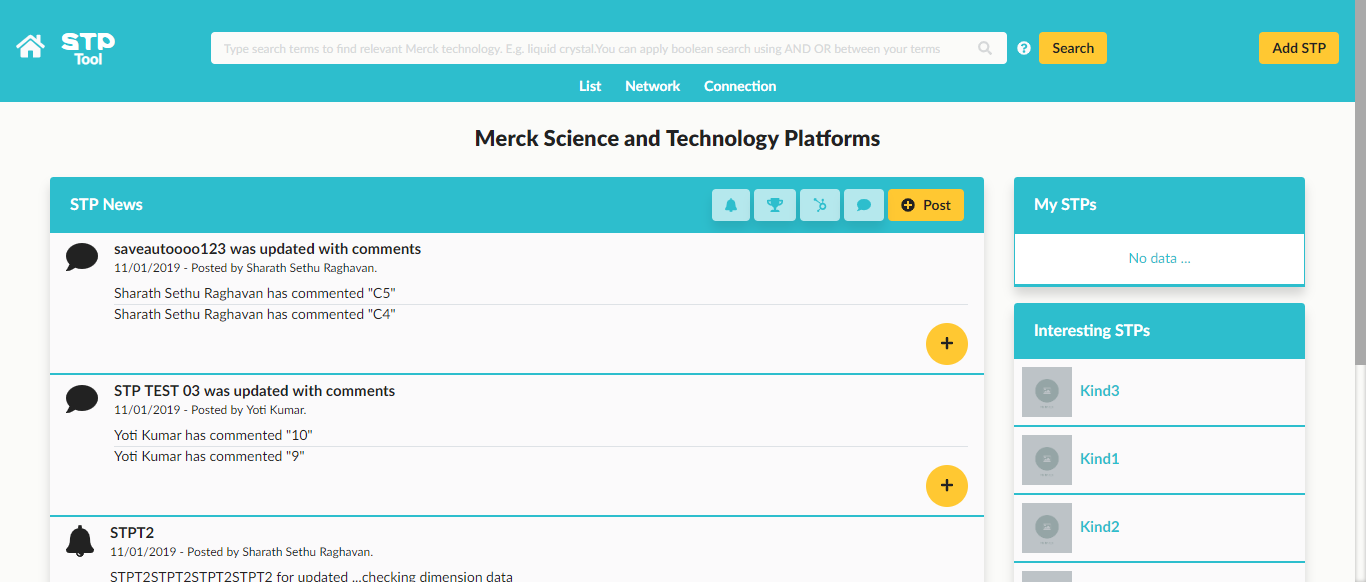 STP
Tool
Type search terms to find relevant Merck technology. E.g. liquid crystal.You can apply boolean search using AND OR between your terms
Search
Add STP
List Network Connection
Merck Science and Technology Platforms
STP News
Post
saveautoooo123 was updated with comments
11/01/2019 - Posted by Sharath Sethu Raghavan.
Sharath Sethu Raghavan has commented "C5"
Sharath Sethu Raghavan has commented "C4"
STP TEST 03 was updated with comments
11/01/2019 - Posted by Yoti Kumar.
Yoti Kumar has commented "10"
Yoti Kumar has commented "9"
STPT2
11/01/2019 - Posted by Sharath Sethu Raghavan.
STPT2STPT2STPT2STPT2 for updated ...checking dimension data
My STPs
No data ...
Interesting STPs
Kind3
Kind1
Kind2